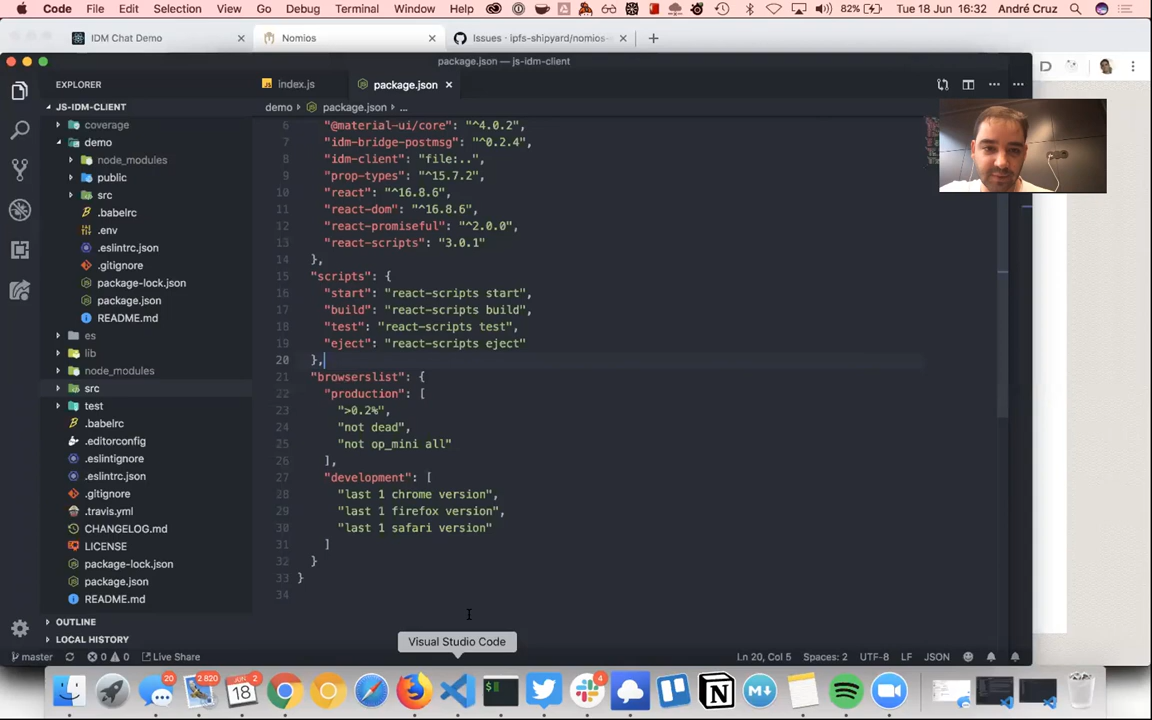 Code File Edit Selection View Go Debug Terminal Window Help 82% Tue 18 Jun 16:32 André Cruz
IDM Chat Demo × Nomios × Issues · ipfs-shipyard/nomios- × +
package.json — js-idm-client
EXPLORER
JS-IDM-CLIENT
coverage
demo
node_modules
public
src
.babelrc
.env
.eslintrc.json
.gitignore
package-lock.json
package.json
README.md
es
lib
node_modules
src
test
.babelrc
.editorconfig
.eslintignore
.eslintrc.json
.gitignore
.travis.yml
CHANGELOG.md
LICENSE
package-lock.json
package.json
README.md
OUTLINE
LOCAL HISTORY
index.js package.json ×
demo › package.json › ...
6 "@material-ui/core": "^4.0.2",
7 "idm-bridge-postmsg": "^0.2.4",
8 "idm-client": "file:..",
9 "prop-types": "^15.7.2",
10 "react": "^16.8.6",
11 "react-dom": "^16.8.6",
12 "react-promiseful": "^2.0.0",
13 "react-scripts": "3.0.1"
14 },
15 "scripts": {
16 "start": "react-scripts start",
17 "build": "react-scripts build",
18 "test": "react-scripts test",
19 "eject": "react-scripts eject"
20 },
21 "browserslist": {
22 "production": [
23 ">0.2%",
24 "not dead",
25 "not op_mini all"
26 ],
27 "development": [
28 "last 1 chrome version",
29 "last 1 firefox version",
30 "last 1 safari version"
31 ]
32 }
33 }
34
Visual Studio Code
master 0 0 Live Share Ln 20, Col 5 Spaces: 2 UTF-8 LF JSON
20 2.820 JUN 18 2 $ 4 M